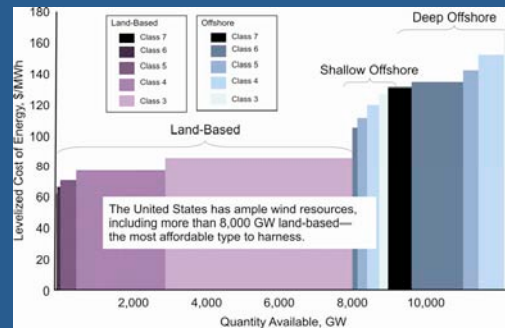 180
160
140
120
100
80
60
40
20
0
Levelized Cost of Energy, $/MWh
Land-Based
Class 7
Class 6
Class 5
Class 4
Class 3
Offshore
Class 7
Class 6
Class 5
Class 4
Class 3
Deep Offshore
Shallow Offshore
Land-Based
The United States has ample wind resources,
including more than 8,000 GW land-based—
the most affordable type to harness.
2,000
4,000
6,000
8,000
10,000
Quantity Available, GW